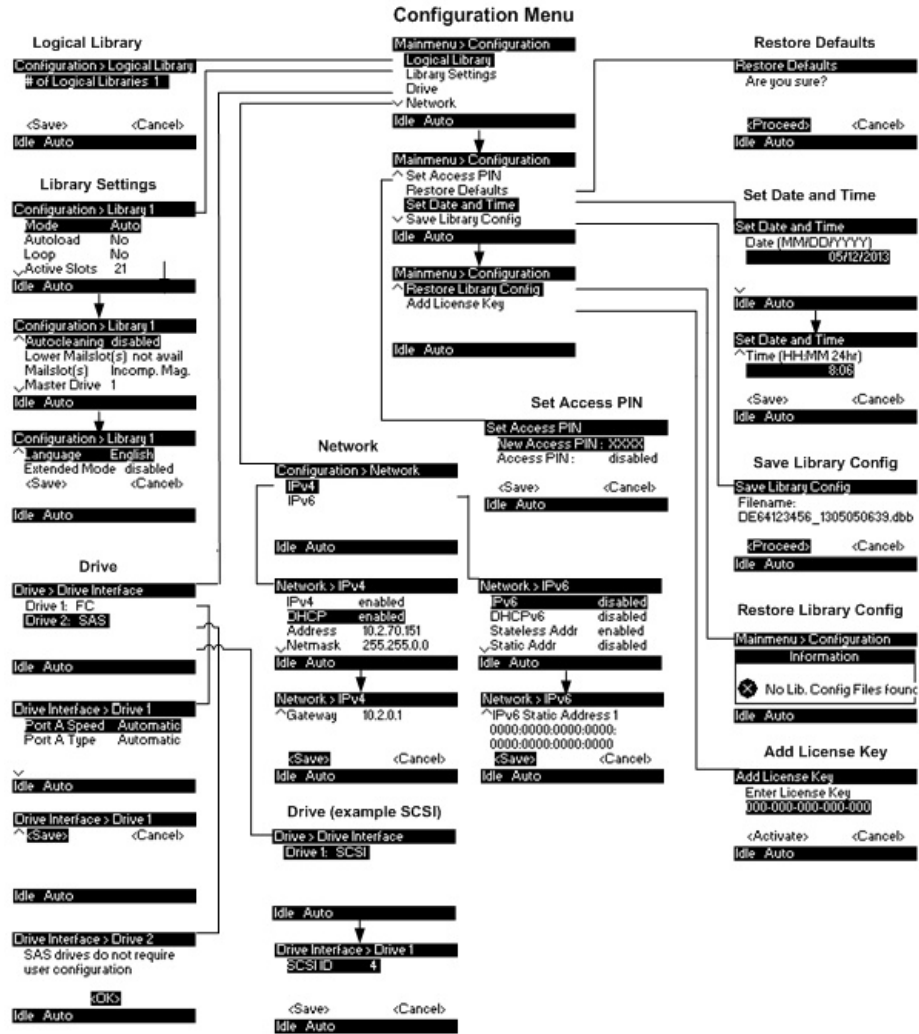 Configuration Menu
Logical Library
Configuration > Logical Library
# of Logical Libraries 1
<Save> <Cancel>
Idle Auto
Library Settings
Configuration > Library 1
Mode Auto
Autoload No
Loop No
Active Slots 21
Idle Auto
Configuration > Library 1
Autocleaning disabled
Lower Mailslot(s) not avail
Mailslot(s) Incomp. Mag.
Master Drive 1
Idle Auto
Configuration > Library 1
Language English
Extended Mode disabled
<Save> <Cancel>
Idle Auto
Drive
Drive > Drive Interface
Drive 1: FC
Drive 2: SAS
Idle Auto
Drive Interface > Drive 1
Port A Speed Automatic
Port A Type Automatic
Idle Auto
Drive Interface > Drive 1
<Save> <Cancel>
Idle Auto
Drive Interface > Drive 2
SAS drives do not require
user configuration
<OK>
Idle Auto
Mainmenu > Configuration
Logical Library
Library Settings
Drive
Network
Idle Auto
Mainmenu > Configuration
Set Access PIN
Restore Defaults
Set Date and Time
Save Library Config
Idle Auto
Mainmenu > Configuration
Restore Library Config
Add License Key
Idle Auto
Network
Configuration > Network
IPv4
IPv6
Idle Auto
Network > IPv4
IPv4 enabled
DHCP enabled
Address 10.2.70.151
Netmask 255.255.0.0
Idle Auto
Network > IPv4
Gateway 10.2.0.1
<Save> <Cancel>
Idle Auto
Drive (example SCSI)
Drive > Drive Interface
Drive 1: SCSI
Idle Auto
Drive Interface > Drive 1
SCSI ID 4
<Save> <Cancel>
Idle Auto
Set Access PIN
Set Access PIN
New Access PIN : XXXX
Access PIN : disabled
<Save> <Cancel>
Idle Auto
Network > IPv6
IPv6 disabled
DHCPv6 disabled
Stateless Addr enabled
Static Addr disabled
Idle Auto
Network > IPv6
IPv6 Static Address 1
0000:0000:0000:0000:
0000:0000:0000:0000
<Save> <Cancel>
Idle Auto
Restore Defaults
Restore Defaults
Are you sure?
<Proceed> <Cancel>
Idle Auto
Set Date and Time
Set Date and Time
Date (MM/DD/YYYY)
05/12/2013
Idle Auto
Set Date and Time
Time (HH:MM 24hr)
8:06
<Save> <Cancel>
Idle Auto
Save Library Config
Save Library Config
Filename:
DE64123456_1305050639.dbb
<Proceed> <Cancel>
Idle Auto
Restore Library Config
Mainmenu > Configuration
Information
No Lib. Config Files found
Idle Auto
Add License Key
Add License Key
Enter License Key
000-000-000-000-000
<Activate> <Cancel>
Idle Auto